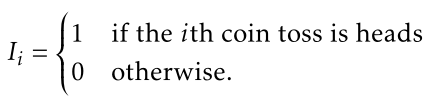 I_i = { 1 if the ith coin toss is heads
0 otherwise.